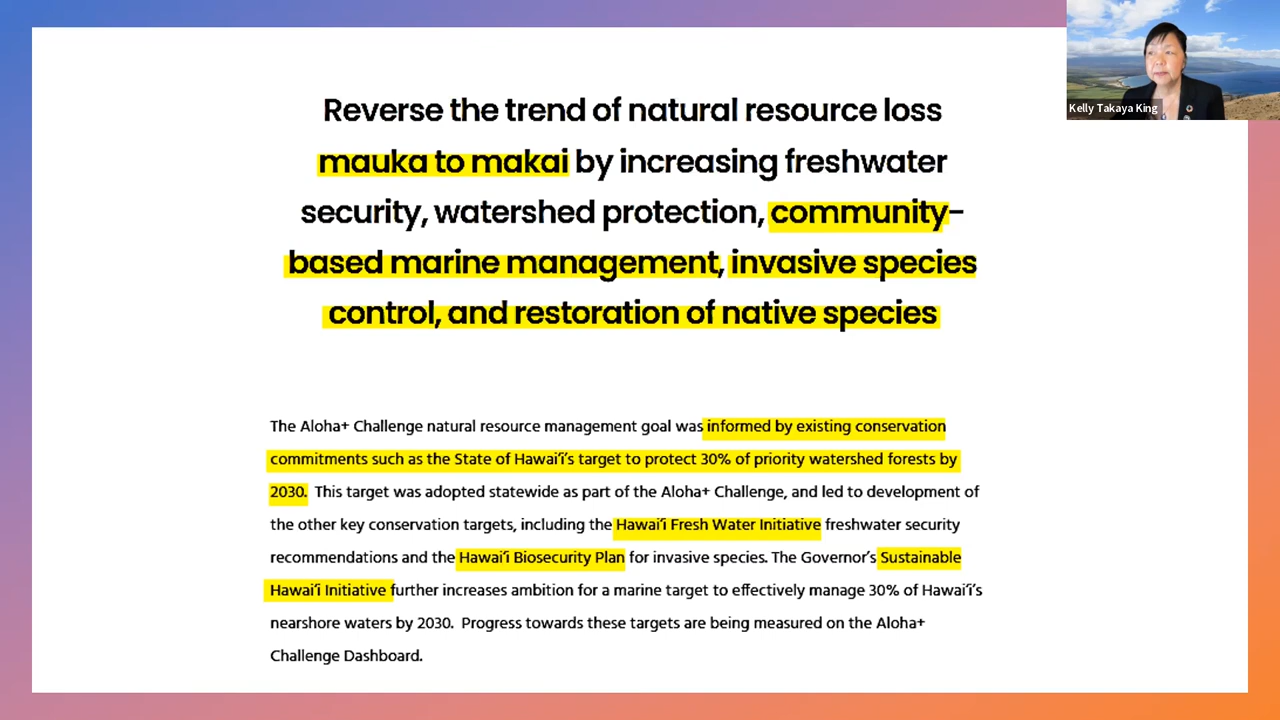 Reverse the trend of natural resource loss
mauka to makai by increasing freshwater
security, watershed protection, community-
based marine management, invasive species
control, and restoration of native species
The Aloha+ Challenge natural resource management goal was informed by existing conservation
commitments such as the State of Hawai‘i’s target to protect 30% of priority watershed forests by
2030.  This target was adopted statewide as part of the Aloha+ Challenge, and led to development of
the other key conservation targets, including the Hawai‘i Fresh Water Initiative freshwater security
recommendations and the Hawai‘i Biosecurity Plan for invasive species. The Governor’s Sustainable
Hawai‘i Initiative further increases ambition for a marine target to effectively manage 30% of Hawai‘i’s
nearshore waters by 2030.  Progress towards these targets are being measured on the Aloha+
Challenge Dashboard.
Kelly Takaya King